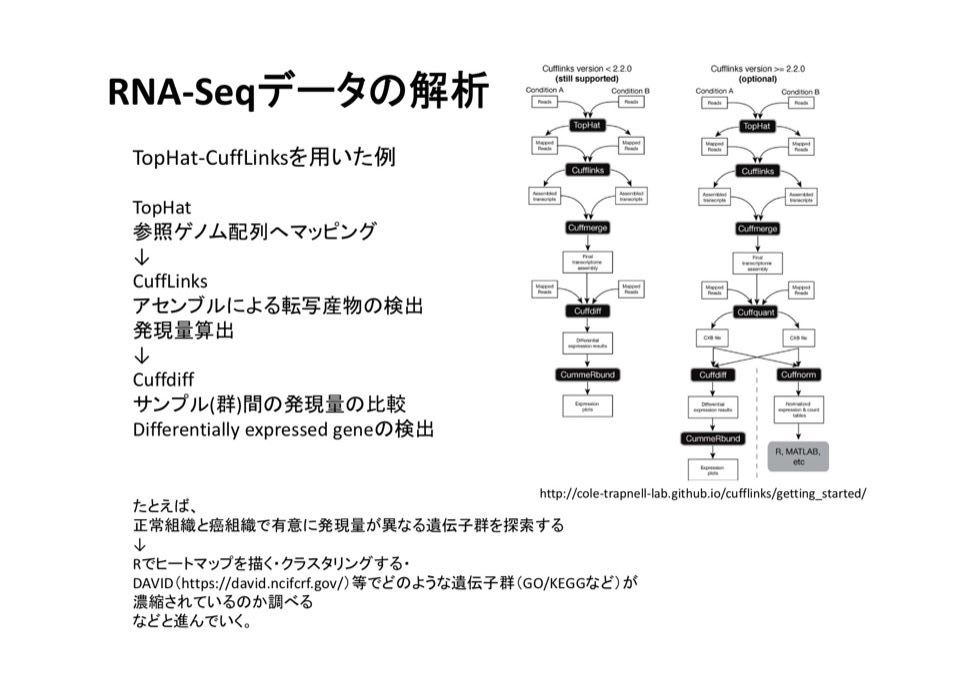 RNA-Seqデータの解析
TopHat-CuffLinksを用いた例
TopHat
参照ゲノム配列へマッピング
↓
CuffLinks
アセンブルによる転写産物の検出
発現量算出
↓
Cuffdiff
サンプル(群)間の発現量の比較
Differentially expressed geneの検出
たとえば、
正常組織と癌組織で有意に発現量が異なる遺伝子群を探索する
↓
Rでヒートマップを描く・クラスタリングする・
DAVID（https://david.ncifcrf.gov/）等でどのような遺伝子群（GO/KEGGなど）が
濃縮されているのか調べる
などと進んでいく。
Cufflinks version < 2.2.0
(still supported)
Condition A
Condition B
Reads
Reads
TopHat
Mapped
Reads
Mapped
Reads
Cufflinks
Assembled
transcripts
Assembled
transcripts
Cuffmerge
Final
transcriptome
assembly
Mapped
Reads
Mapped
Reads
Cuffdiff
Differential
expression results
CummeRbund
Expression
plots
Cufflinks version >= 2.2.0
(optional)
Condition A
Condition B
Reads
Reads
TopHat
Mapped
Reads
Mapped
Reads
Cufflinks
Assembled
transcripts
Assembled
transcripts
Cuffmerge
Final
transcriptome
assembly
Mapped
Reads
Mapped
Reads
Cuffquant
CXB file
CXB file
Cuffdiff
Cuffnorm
Differential
expression results
Normalized
expression & count
tables
CummeRbund
R, MATLAB,
etc
Expression
plots
http://cole-trapnell-lab.github.io/cufflinks/getting_started/